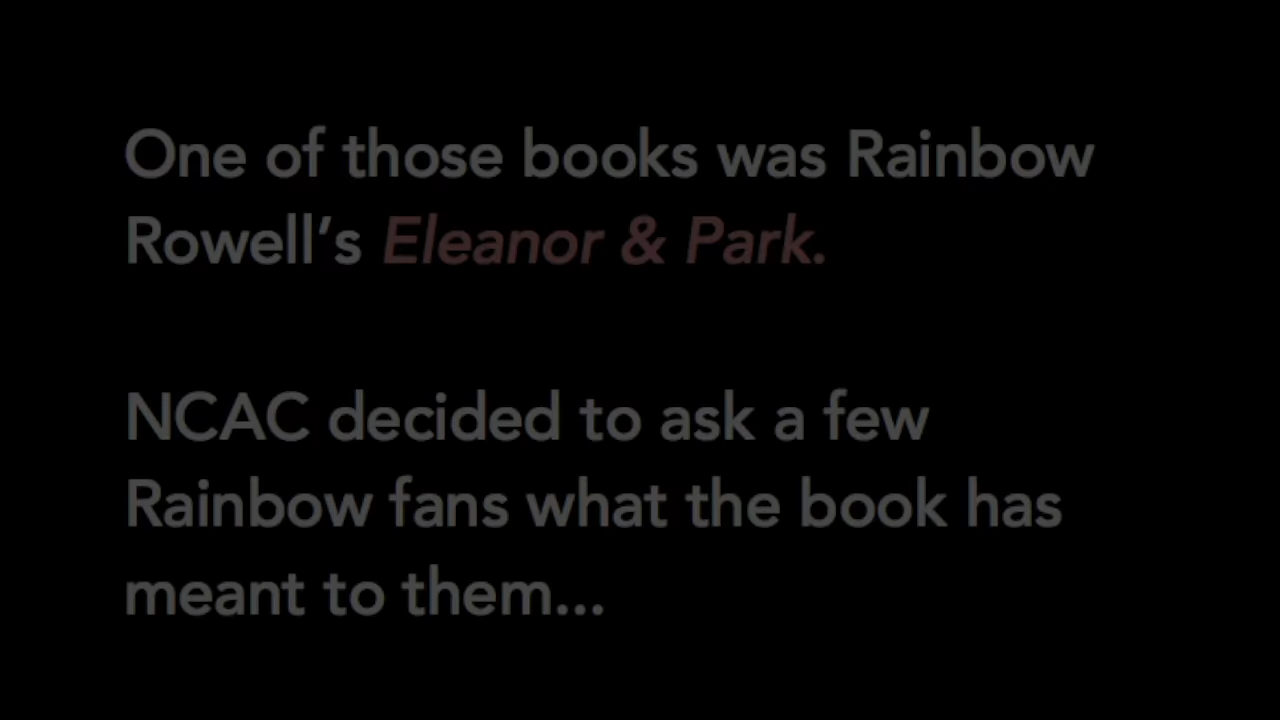 One of those books was Rainbow
Rowell’s Eleanor & Park.
NCAC decided to ask a few
Rainbow fans what the book has
meant to them...